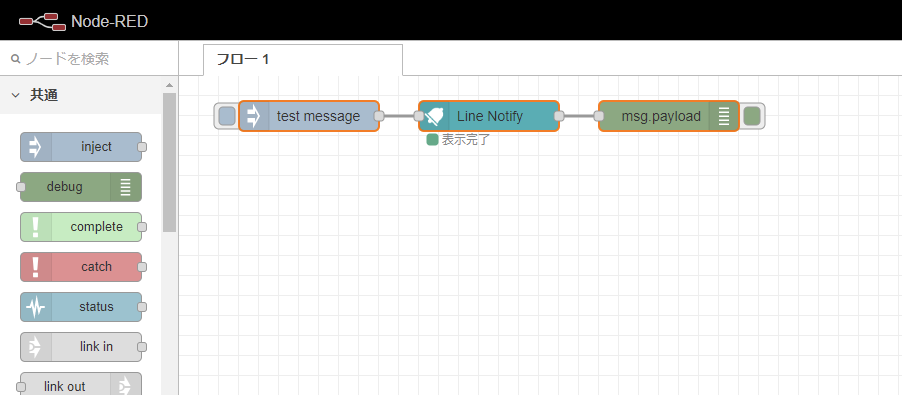 Node-RED
ノードを検索
フロー 1
共通
inject
debug
complete
catch
status
link in
link out
test message
Line Notify
msg.payload
表示完了